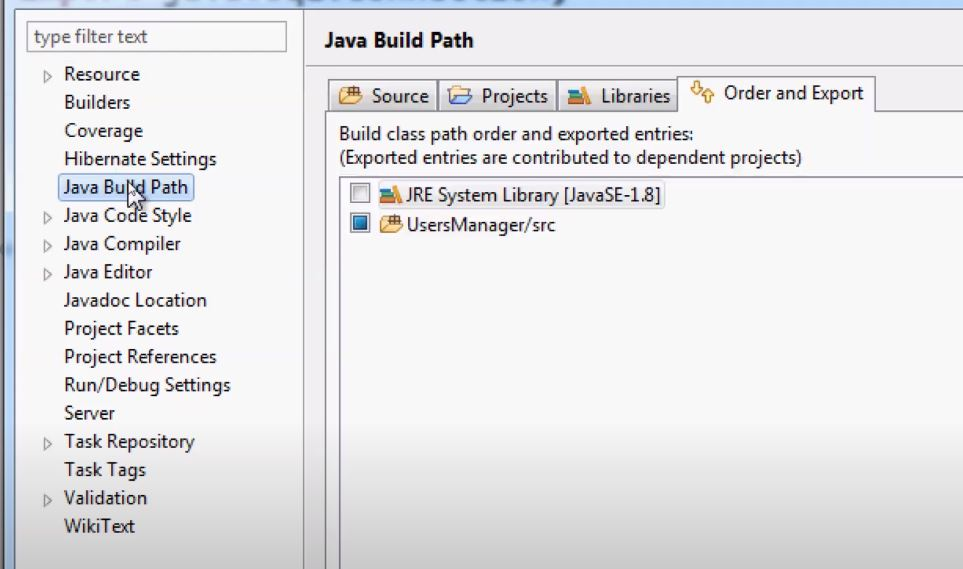 type filter text
Resource
Builders
Coverage
Hibernate Settings
Java Build Path
Java Code Style
Java Compiler
Java Editor
Javadoc Location
Project Facets
Project References
Run/Debug Settings
Server
Task Repository
Task Tags
Validation
WikiText
Java Build Path
Source Projects Libraries Order and Export
Build class path order and exported entries:
(Exported entries are contributed to dependent projects)
JRE System Library [JavaSE-1.8]
UsersManager/src